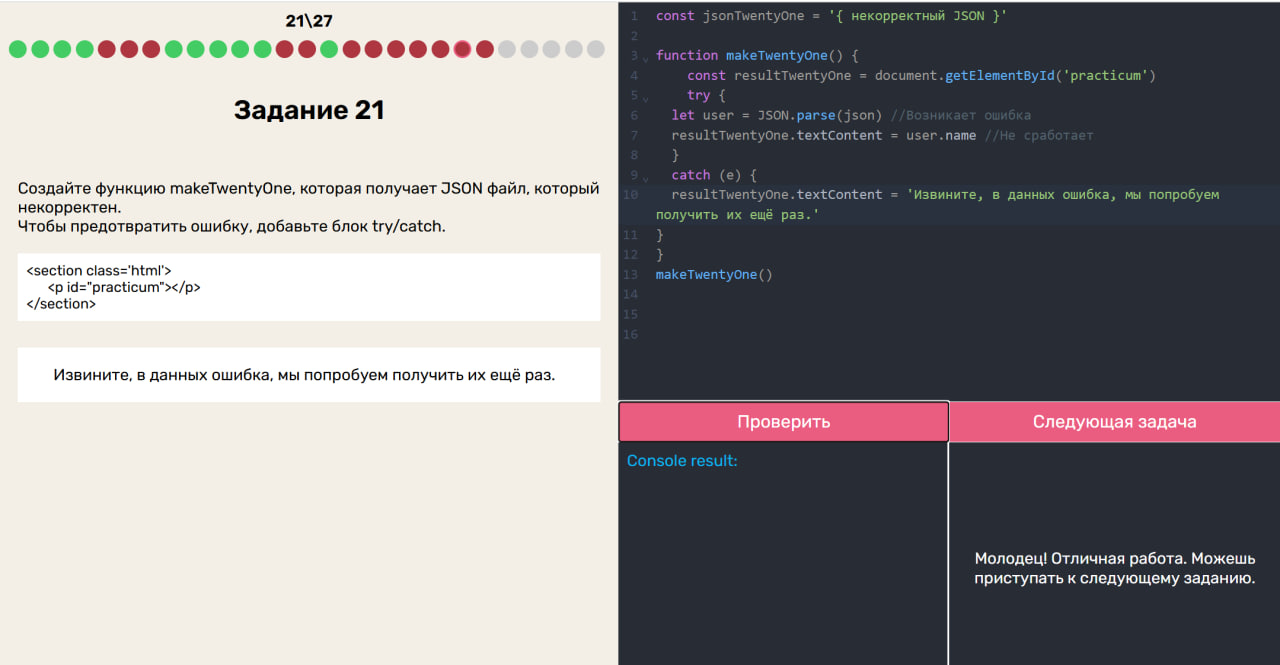 21\27
Задание 21
Создайте функцию makeTwentyOne, которая получает JSON файл, который
некорректен.
Чтобы предотвратить ошибку, добавьте блок try/catch.
<section class='html'>
<p id="practicum"></p>
</section>
Извините, в данных ошибка, мы попробуем получить их ещё раз.
1 const jsonTwentyOne = '{ некорректный JSON }'
2
3 function makeTwentyOne() {
4 const resultTwentyOne = document.getElementById('practicum')
5 try {
6 let user = JSON.parse(json) //Возникает ошибка
7 resultTwentyOne.textContent = user.name //Не сработает
8 }
9 catch (e) {
10 resultTwentyOne.textContent = 'Извините, в данных ошибка, мы попробуем
получить их ещё раз.'
11 }
12 }
13 makeTwentyOne()
14
15
16
Проверить
Следующая задача
Console result:
Молодец! Отличная работа. Можешь
приступать к следующему заданию.